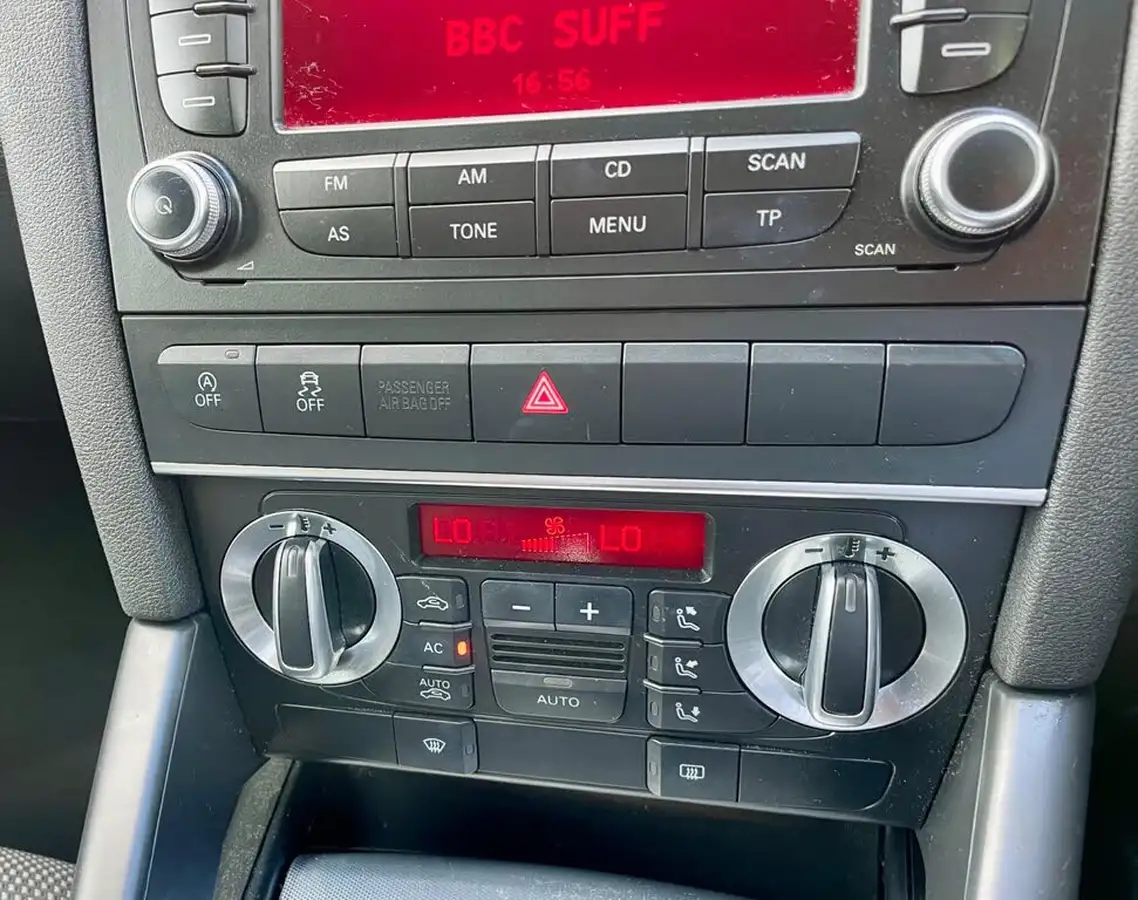 BBC SUFF
16:56
FM AM CD SCAN
AS TONE MENU TP
SCAN
A OFF
OFF
PASSENGER
AIR BAG OFF
LO LO
- +
- +
- +
AC
AUTO
AUTO